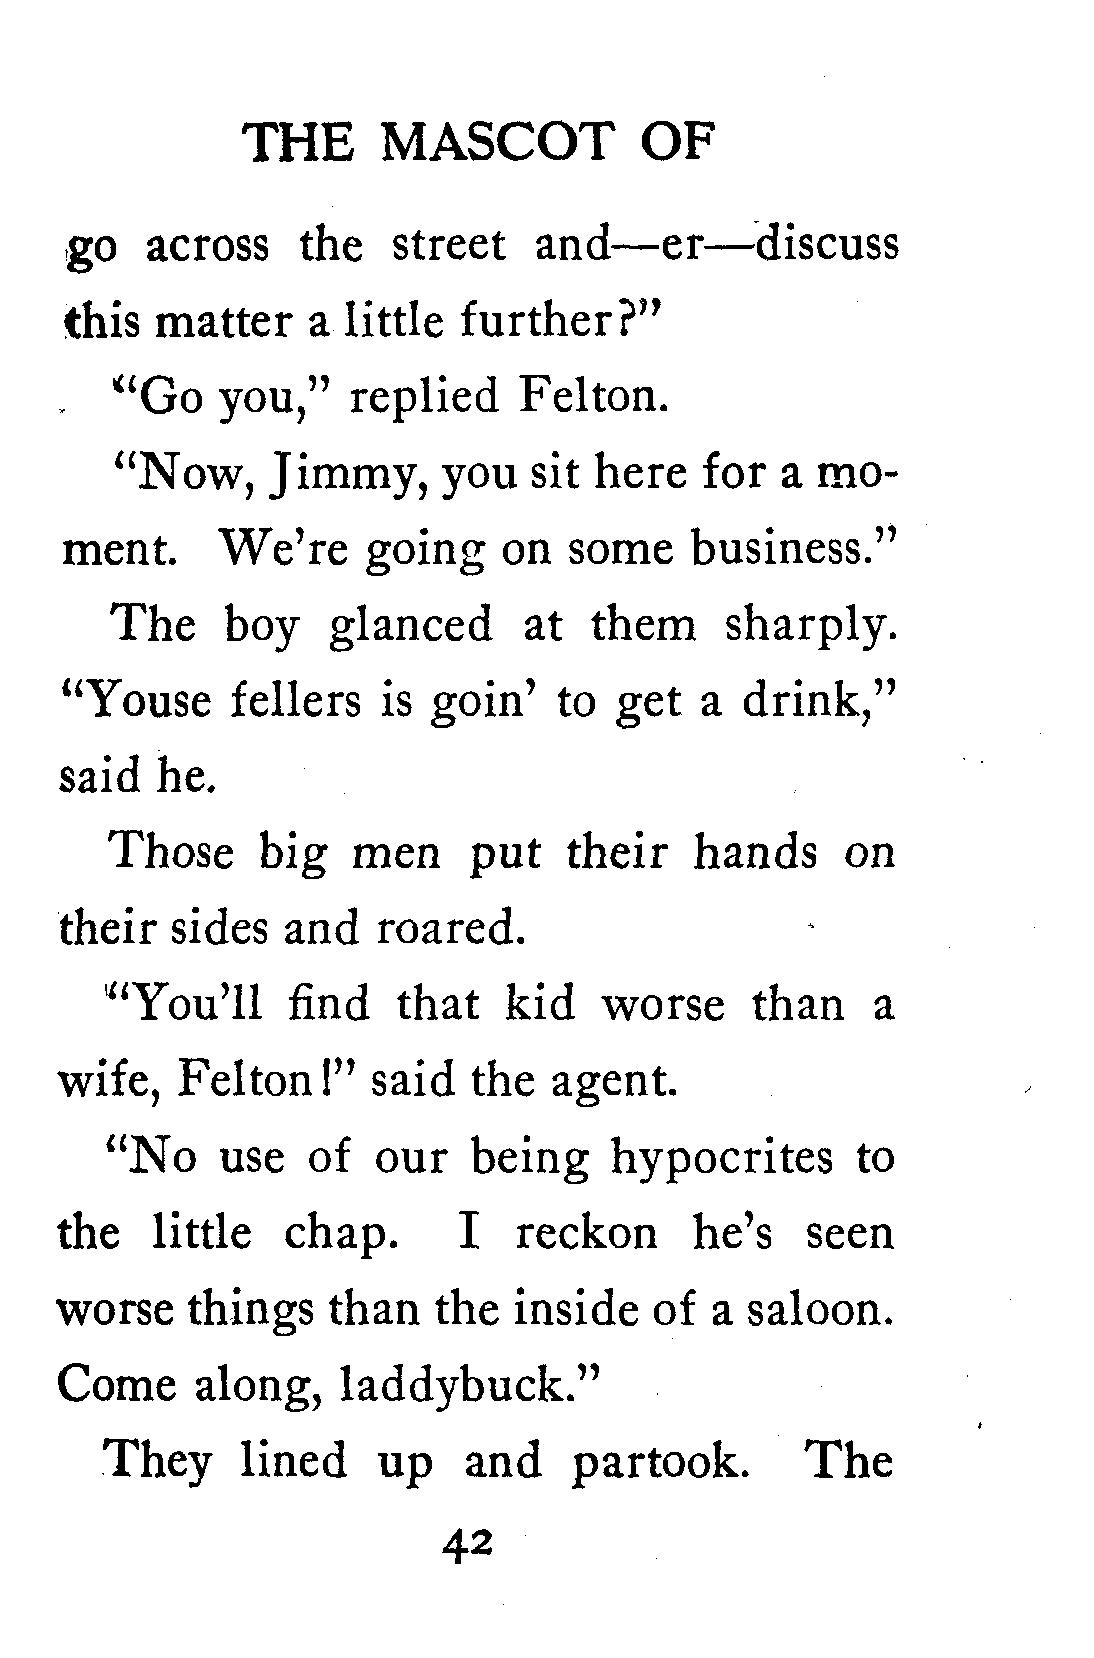 THE MASCOT OF
go across the street and—er—discuss
this matter a little further?”
“Go you,” replied Felton.
“Now, Jimmy, you sit here for a mo-
ment. We’re going on some business.”
The boy glanced at them sharply.
“Youse fellers is goin’ to get a drink,”
said he.
Those big men put their hands on
their sides and roared.
“You’ll find that kid worse than a
wife, Felton!” said the agent.
“No use of our being hypocrites to
the little chap. I reckon he’s seen
worse things than the inside of a saloon.
Come along, laddybuck.”
They lined up and partook. The
42